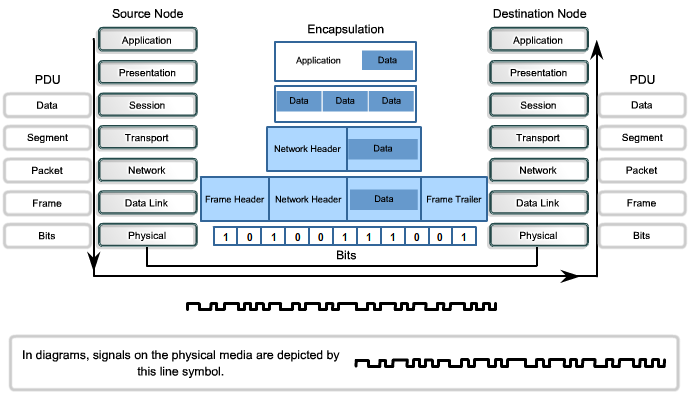 Source Node
Encapsulation
Destination Node
PDU
Application
Presentation
Data
Session
Segment
Transport
Packet
Network
Frame
Data Link
Bits
Physical
Application
Data
Data
Data
Data
Network Header
Data
Frame Header
Network Header
Data
Frame Trailer
1 0 1 0 0 1 1 1 0 0 1
Bits
Application
Presentation
PDU
Session
Data
Transport
Segment
Network
Packet
Data Link
Frame
Physical
Bits
In diagrams, signals on the physical media are depicted by
this line symbol.